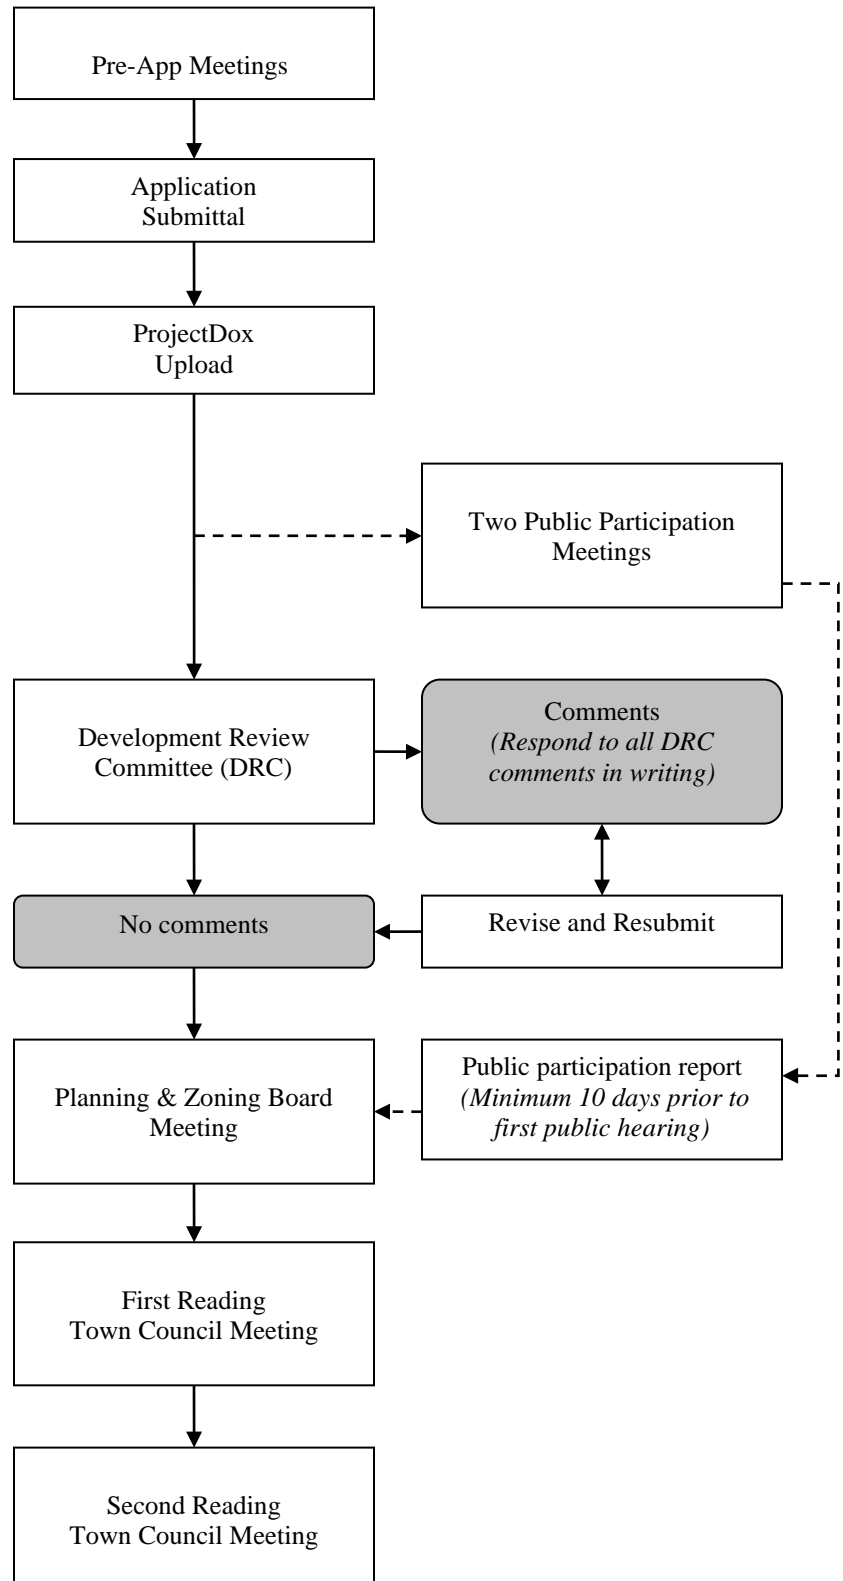 Pre-App Meetings
Application
Submittal
ProjectDox
Upload
Two Public Participation
Meetings
Development Review
Committee (DRC)
Comments
(Respond to all DRC
comments in writing)
No comments
Revise and Resubmit
Planning & Zoning Board
Meeting
Public participation report
(Minimum 10 days prior to
first public hearing)
First Reading
Town Council Meeting
Second Reading
Town Council Meeting